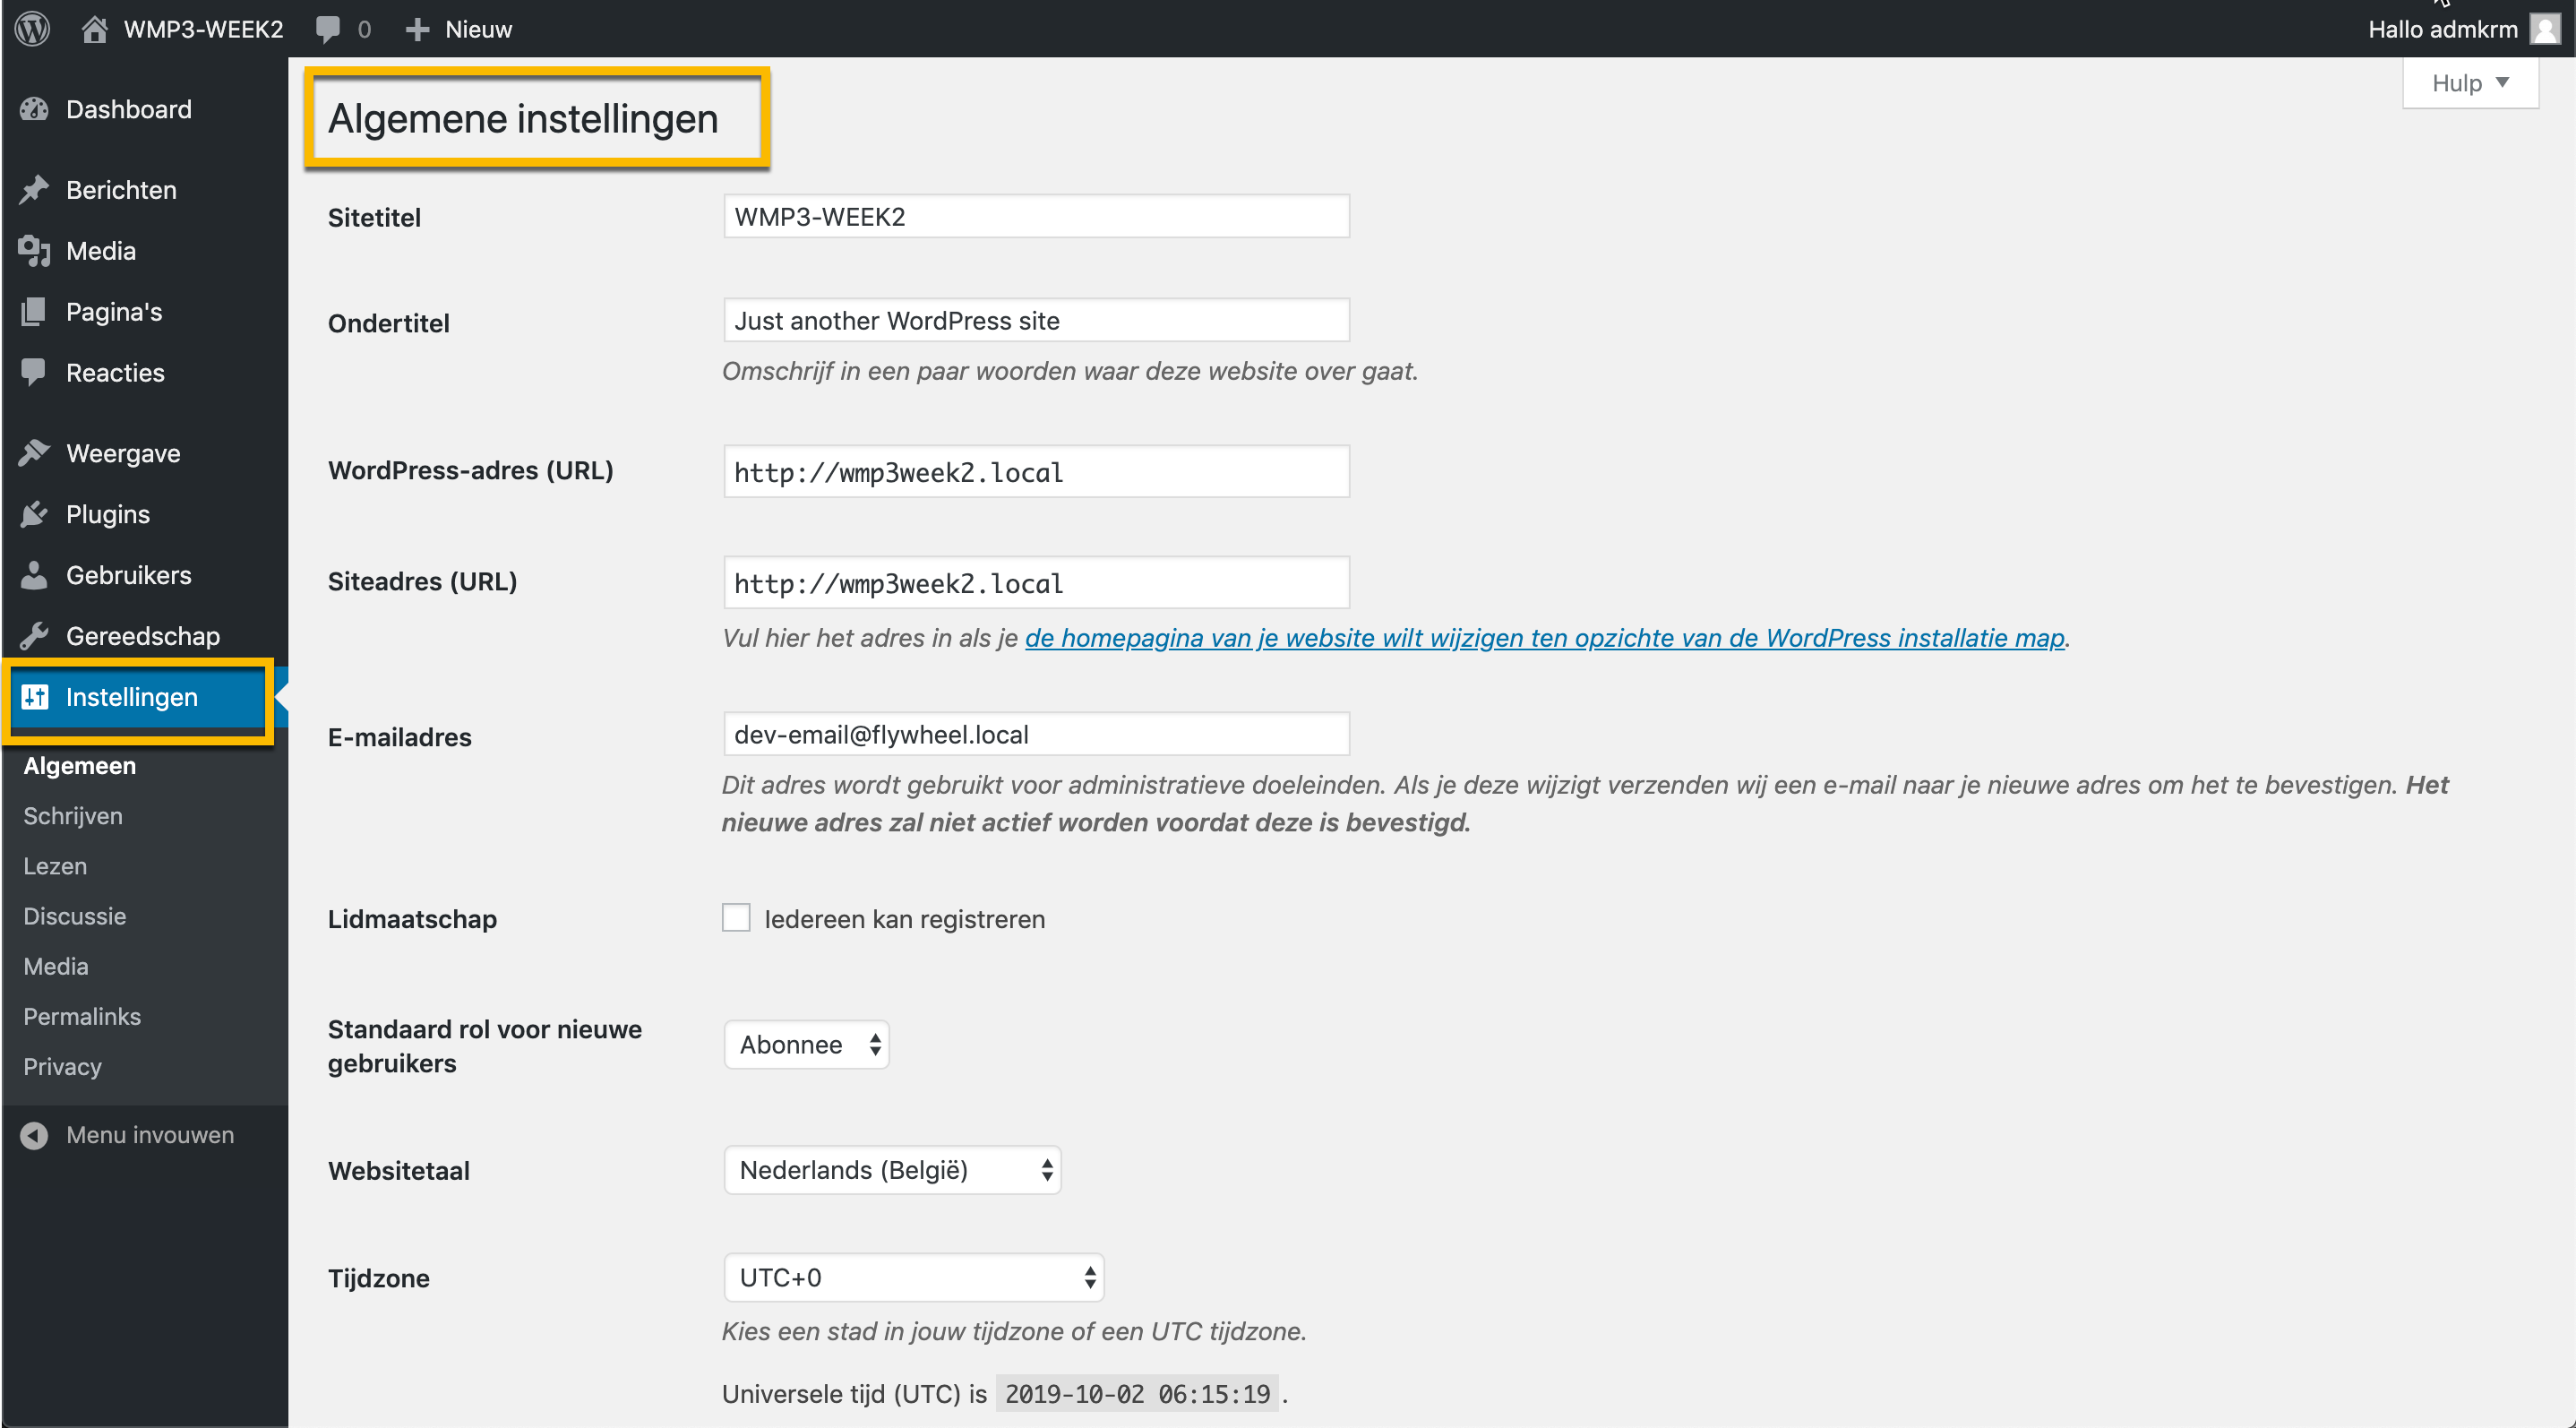 WMP3-WEEK2 0 Nieuw Hallo admkrm
Hulp
Dashboard
Berichten
Media
Pagina's
Reacties
Weergave
Plugins
Gebruikers
Gereedschap
Instellingen
Algemeen
Schrijven
Lezen
Discussie
Media
Permalinks
Privacy
Menu invouwen
Algemene instellingen
Sitetitel WMP3-WEEK2
Ondertitel Just another WordPress site
Omschrijf in een paar woorden waar deze website over gaat.
WordPress-adres (URL) http://wmp3week2.local
Siteadres (URL) http://wmp3week2.local
Vul hier het adres in als je de homepagina van je website wilt wijzigen ten opzichte van de WordPress installatie map.
E-mailadres dev-email@flywheel.local
Dit adres wordt gebruikt voor administratieve doeleinden. Als je deze wijzigt verzenden wij een e-mail naar je nieuwe adres om het te bevestigen. Het
nieuwe adres zal niet actief worden voordat deze is bevestigd.
Lidmaatschap Iedereen kan registreren
Standaard rol voor nieuwe
gebruikers
Abonnee
Websitetaal Nederlands (België)
Tijdzone UTC+0
Kies een stad in jouw tijdzone of een UTC tijdzone.
Universele tijd (UTC) is 2019-10-02 06:15:19 .